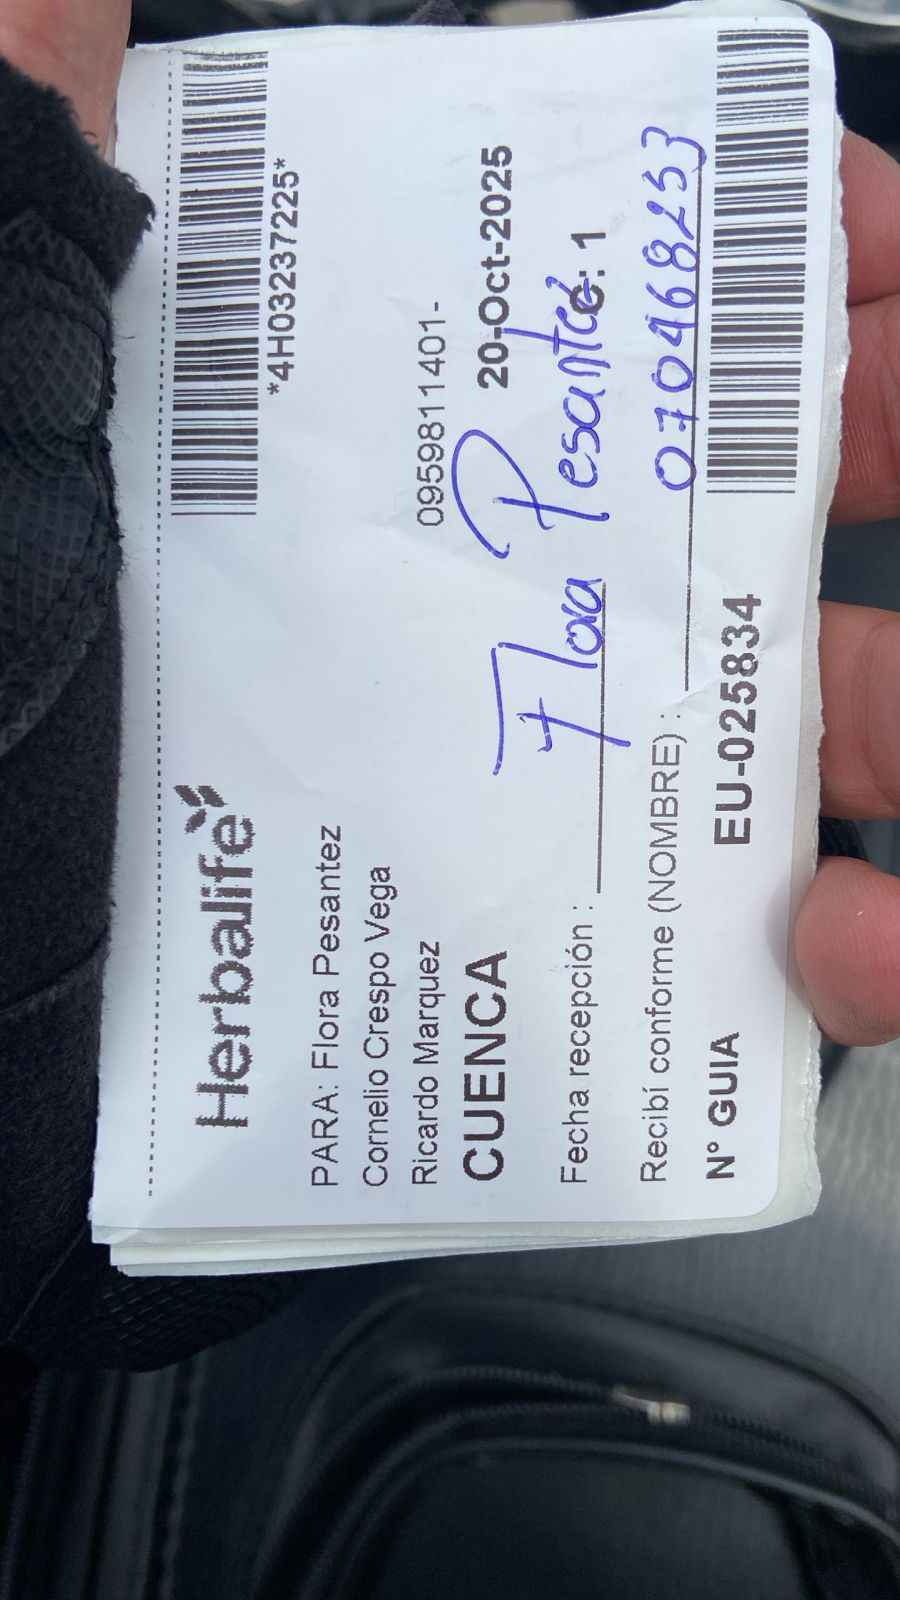 *4H03237225*
Herbalife
PARA: Flora Pesantez
Cornelio Crespo Vega
Ricardo Marquez 0959811401-
CUENCA 20-Oct-2025
Flora Pesantez
Fecha recepción : C: 1
0704682533
Recibí conforme (NOMBRE) :
N° GUIA EU-025834